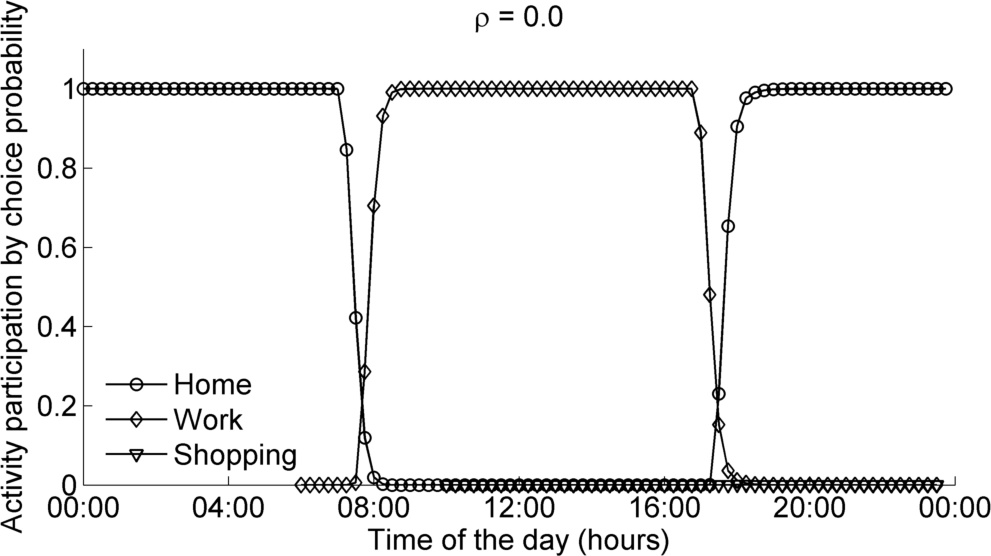 ρ = 0.0
Activity participation by choice probability
1
0.8
0.6
0.4
0.2
0
Home
Work
Shopping
00:00 04:00 08:00 12:00 16:00 20:00 00:00
Time of the day (hours)